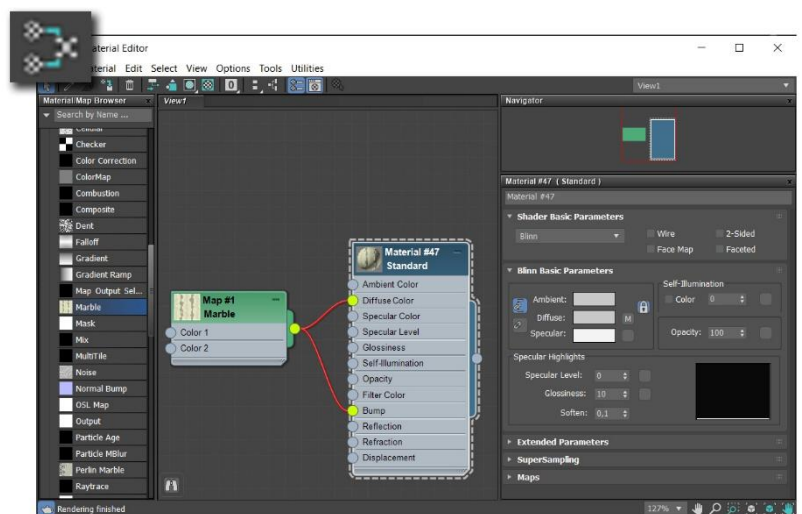 aterial Editor
aterial Edit Select View Options Tools Utilities
0
View1
Material/Map Browser
Search by Name ...
Cellular
Checker
Color Correction
ColorMap
Combustion
Composite
Dent
Falloff
Gradient
Gradient Ramp
Map Output Sel...
Marble
Mask
Mix
MultiTile
Noise
Normal Bump
OSL Map
Output
Particle Age
Particle MBlur
Perlin Marble
Raytrace
View1
Map #1
Marble
Color 1
Color 2
Material #47
Standard
Ambient Color
Diffuse Color
Specular Color
Specular Level
Glossiness
Self-Illumination
Opacity
Filter Color
Bump
Reflection
Refraction
Displacement
Navigator
Material #47 ( Standard )
Material #47
Shader Basic Parameters
Blinn
Wire
2-Sided
Face Map
Faceted
Blinn Basic Parameters
Self-Illumination
Ambient:
Color 0
Diffuse:
M
Specular:
Opacity: 100
Specular Highlights
Specular Level: 0
Glossiness: 10
Soften: 0,1
Extended Parameters
SuperSampling
Maps
Rendering finished
127%